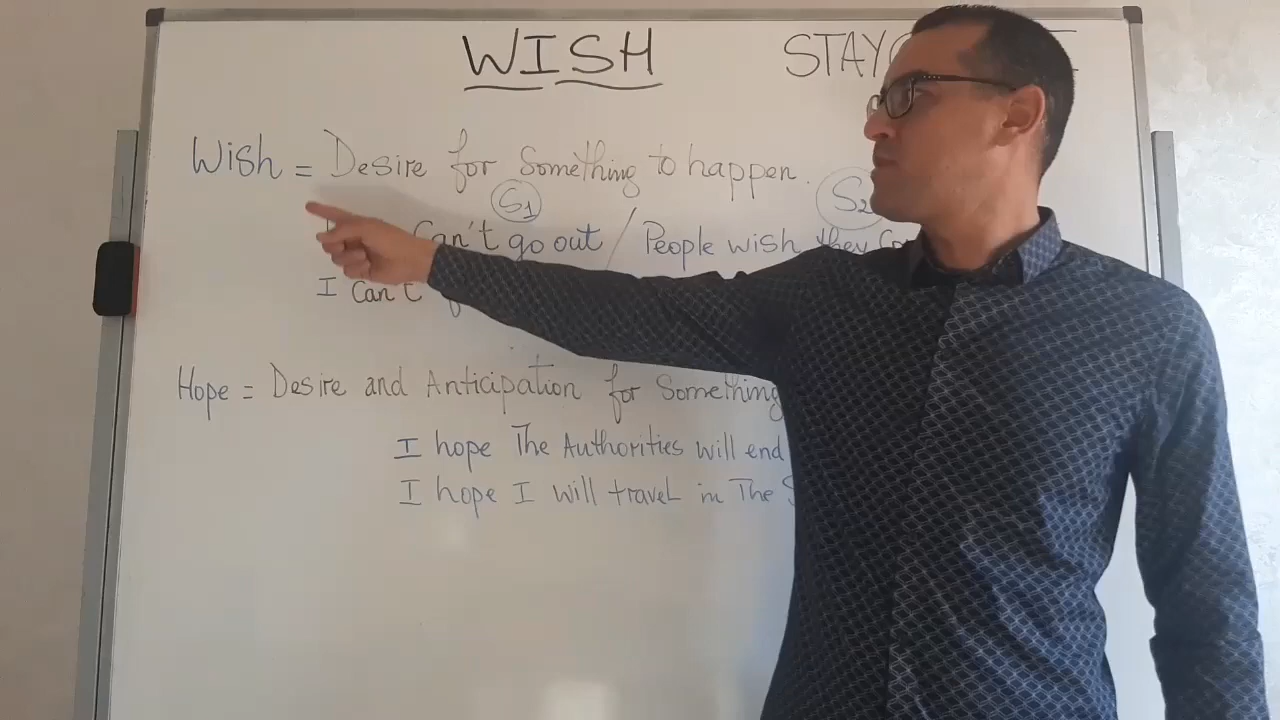 WISH STAY
Wish = Desire for Something to happen.
S1 S2
Can't go out / People wish they
I Can't
Hope = Desire and Anticipation for Something
I hope The Authorities will end
I hope I will travel in The